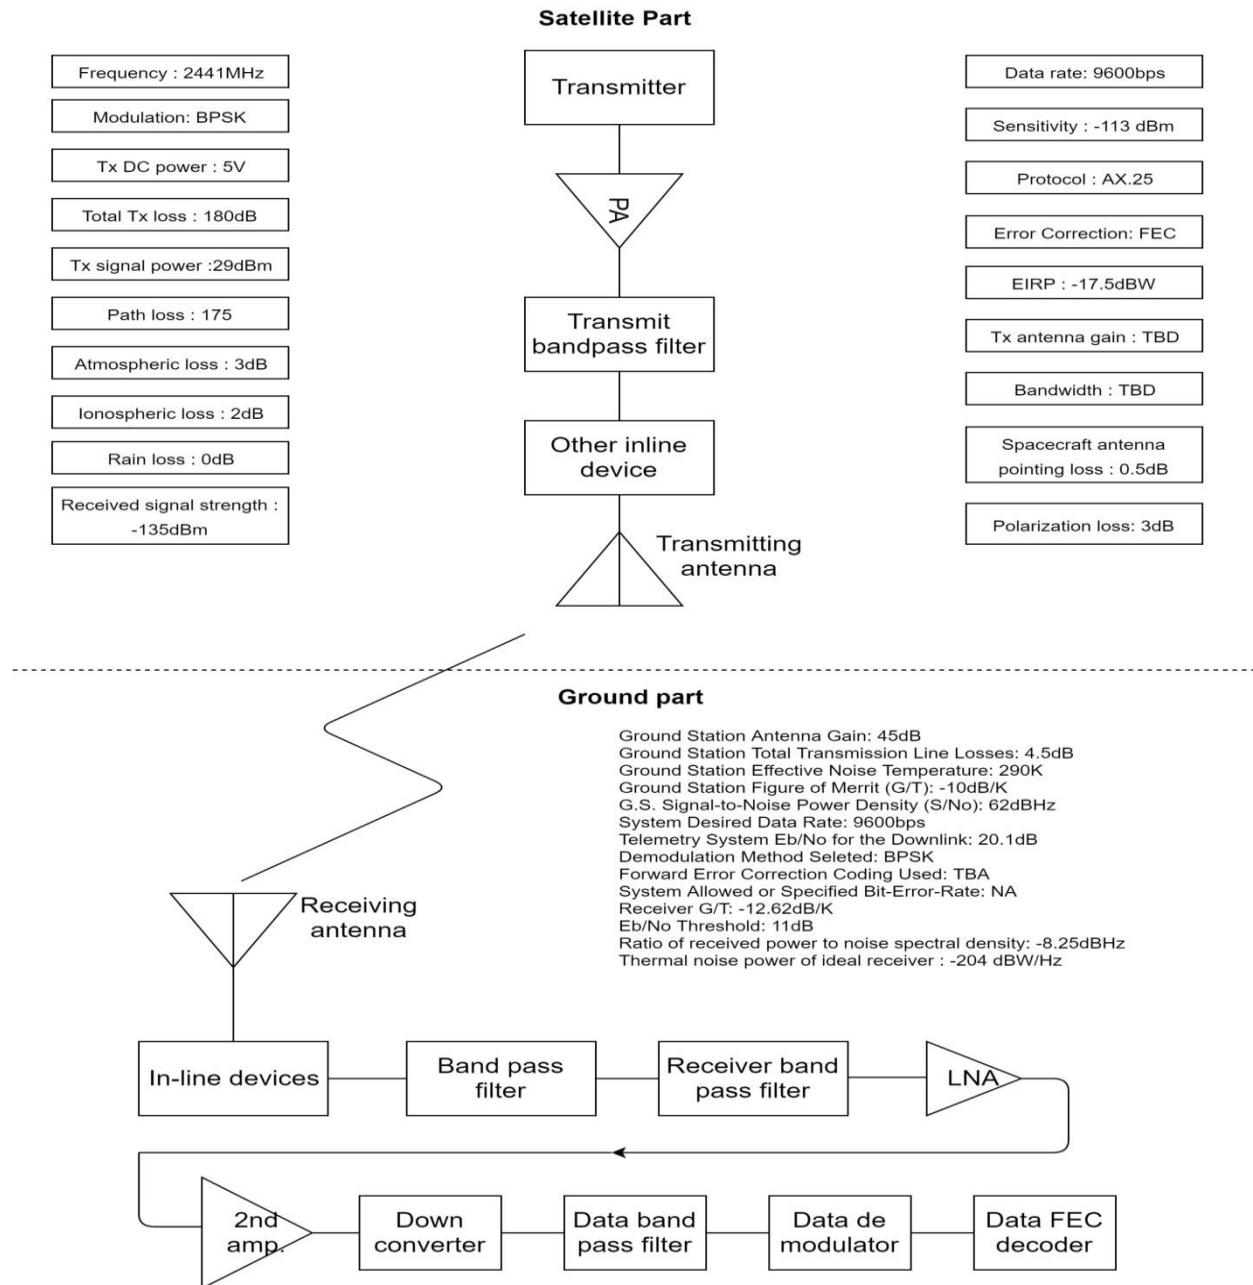 Satellite Part
Frequency : 2441MHz
Modulation: BPSK
Tx DC power : 5V
Total Tx loss : 180dB
Tx signal power :29dBm
Path loss : 175
Atmospheric loss : 3dB
Ionospheric loss : 2dB
Rain loss : 0dB
Received signal strength :
-135dBm
Transmitter
PA
Transmit
bandpass filter
Other inline
device
Transmitting
antenna
Data rate: 9600bps
Sensitivity : -113 dBm
Protocol : AX.25
Error Correction: FEC
EIRP : -17.5dBW
Tx antenna gain : TBD
Bandwidth : TBD
Spacecraft antenna
pointing loss : 0.5dB
Polarization loss: 3dB
Ground part
Ground Station Antenna Gain: 45dB
Ground Station Total Transmission Line Losses: 4.5dB
Ground Station Effective Noise Temperature: 290K
Ground Station Figure of Merit (G/T): -10dB/K
G.S. Signal-to-Noise Power Density (S/No): 62dBHz
System Desired Data Rate: 9600bps
Telemetry System Eb/No for the Downlink: 20.1dB
Demodulation Method Seleted: BPSK
Forward Error Correction Coding Used: TBA
System Allowed or Specified Bit-Error-Rate: NA
Receiver G/T: -12.62dB/K
Eb/No Threshold: 11dB
Ratio of received power to noise spectral density: -8.25dBHz
Thermal noise power of ideal receiver : -204 dBW/Hz
Receiving
antenna
In-line devices
Band pass
filter
Receiver band
pass filter
LNA
2nd
amp.
Down
converter
Data band
pass filter
Data de
modulator
Data FEC
decoder